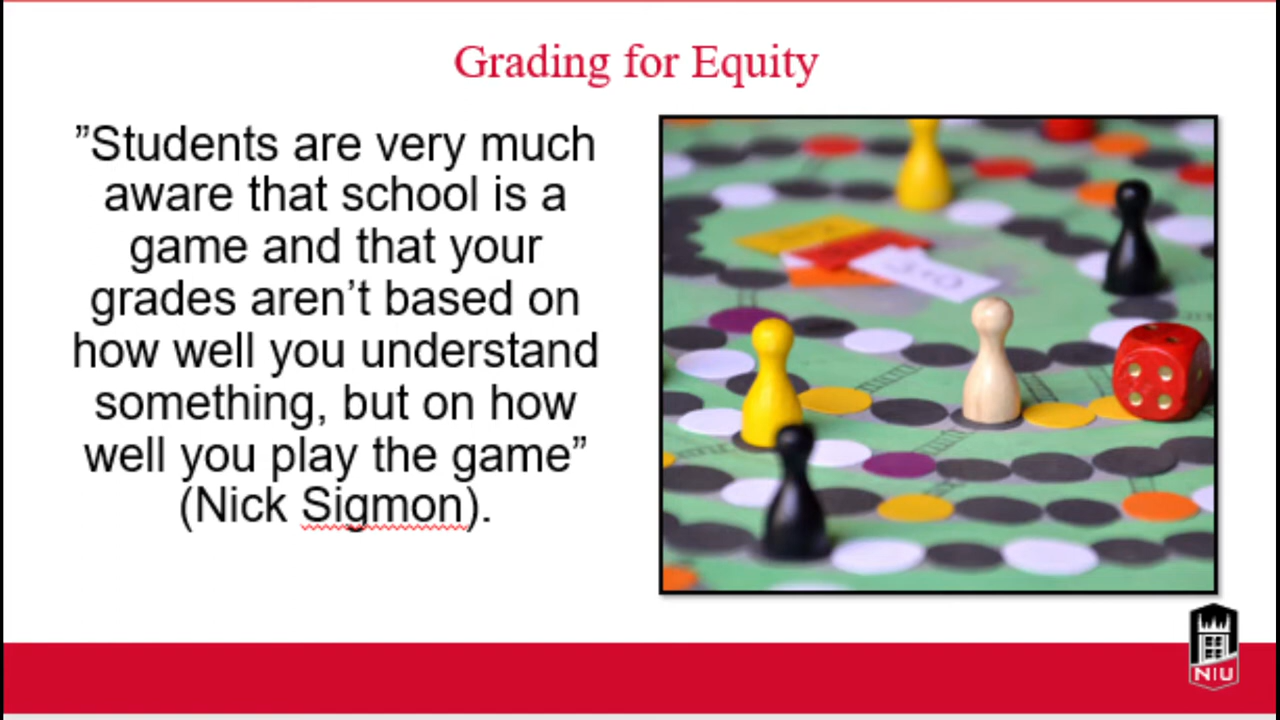 Grading for Equity
”Students are very much
aware that school is a
game and that your
grades aren’t based on
how well you understand
something, but on how
well you play the game”
(Nick Sigmon).
NIU